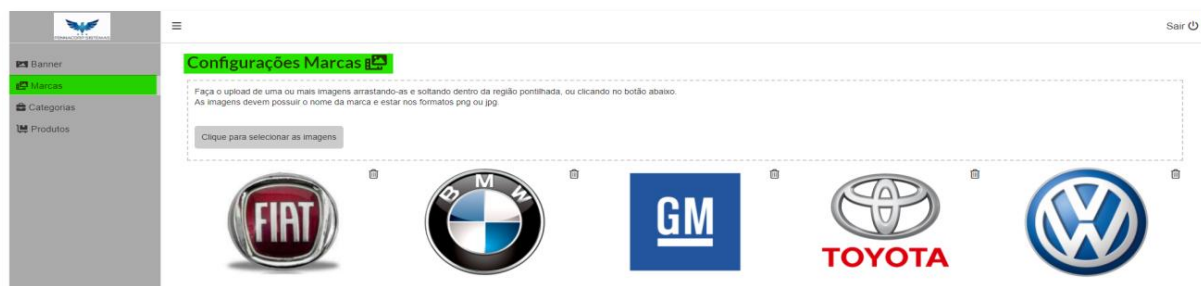 Sair
Banner
Marcas
Categorias
Produtos
Configurações Marcas
Faça o upload de uma ou mais imagens arrastando-as e soltando dentro da região pontilhada, ou clicando no botão abaixo.
As imagens devem possuir o nome da marca e estar nos formatos png ou jpg.
Clique para selecionar as imagens
FIAT
BMW
GM
TOYOTA
VW